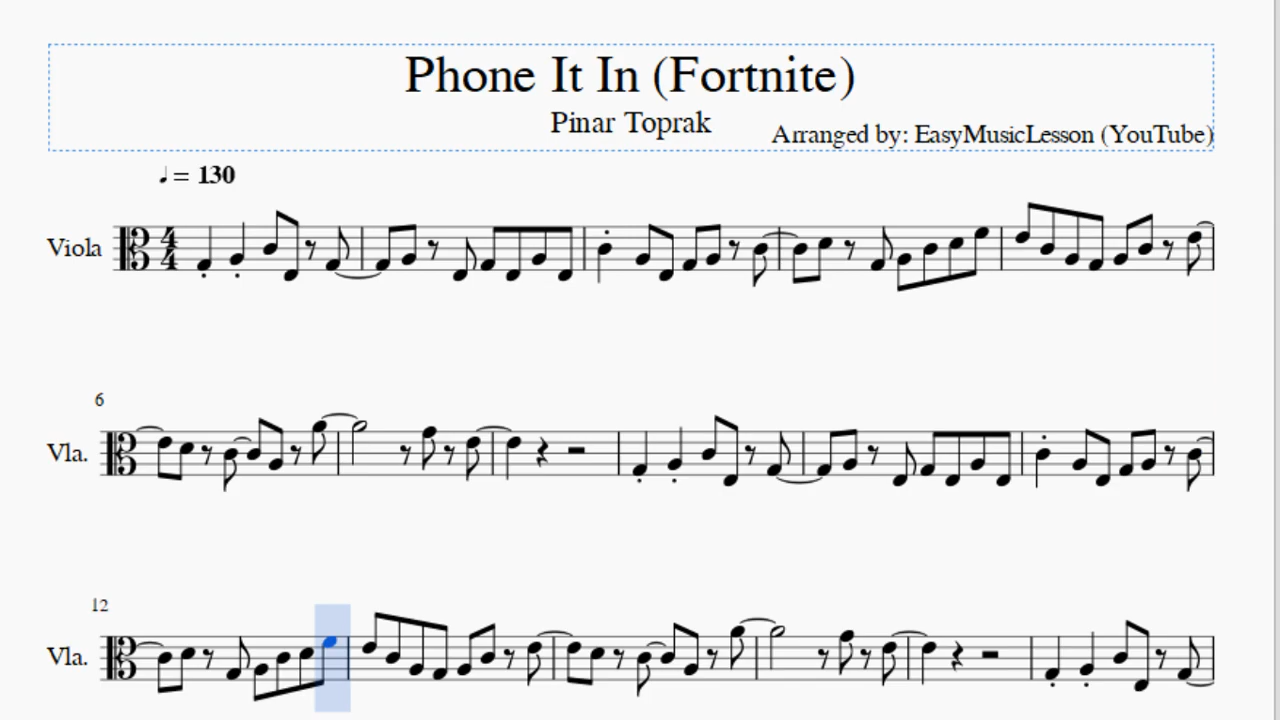 Phone It In (Fortnite)
Pinar Toprak
Arranged by: EasyMusicLesson (YouTube)
♩ = 130
Viola
4
4
6
Vla.
12
Vla.